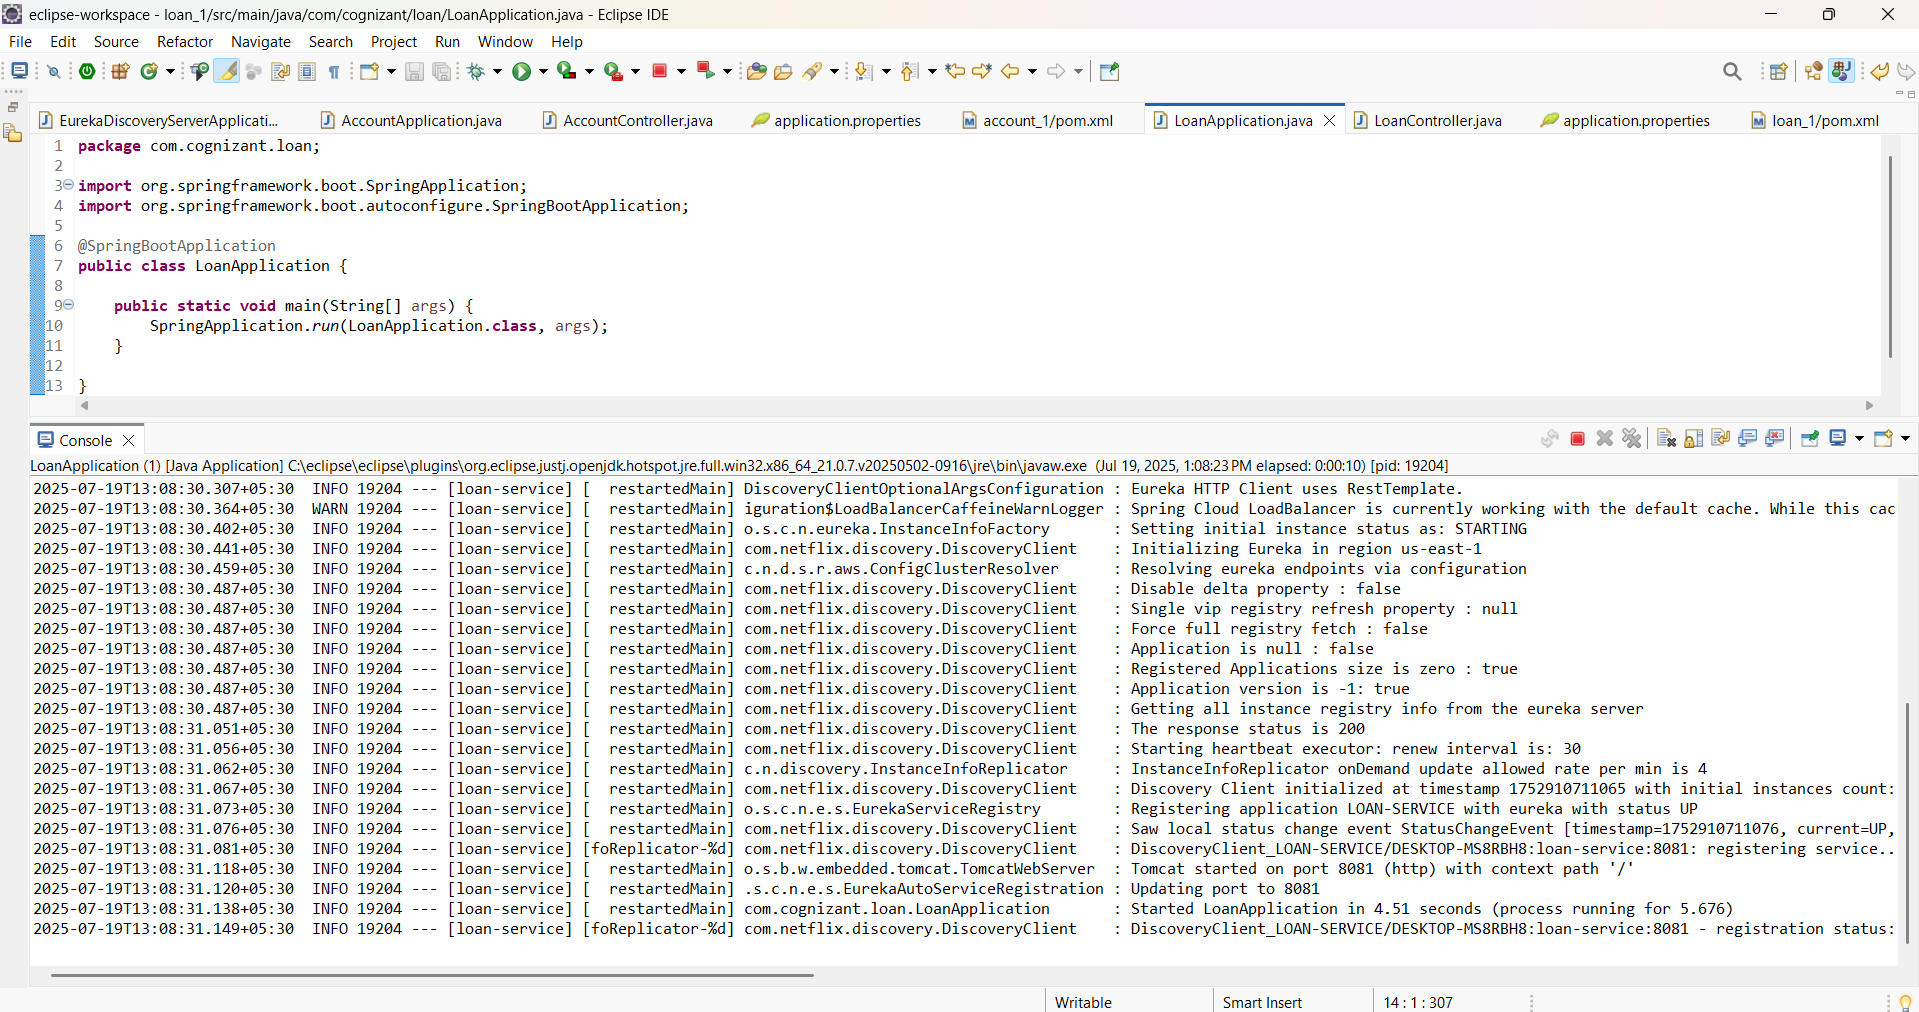 eclipse-workspace - loan_1/src/main/java/com/cognizant/loan/LoanApplication.java - Eclipse IDE
File Edit Source Refactor Navigate Search Project Run Window Help
EurekaDiscoveryServerApplicati... AccountApplication.java AccountController.java application.properties account_1/pom.xml LoanApplication.java LoanController.java application.properties loan_1/pom.xml
1 package com.cognizant.loan;
2
3 import org.springframework.boot.SpringApplication;
4 import org.springframework.boot.autoconfigure.SpringBootApplication;
5
6 @SpringBootApplication
7 public class LoanApplication {
8
9 public static void main(String[] args) {
10 SpringApplication.run(LoanApplication.class, args);
11 }
12
13 }
Console
LoanApplication (1) [Java Application] C:\eclipse\eclipse\plugins\org.eclipse.justj.openjdk.hotspot.jre.full.win32.x86_64_21.0.7.v20250502-0916\jre\bin\javaw.exe (Jul 19, 2025, 1:08:23 PM elapsed: 0:00:10) [pid: 19204]
2025-07-19T13:08:30.307+05:30 INFO 19204 --- [loan-service] [ restartedMain] DiscoveryClientOptionalArgsConfiguration : Eureka HTTP Client uses RestTemplate.
2025-07-19T13:08:30.364+05:30 WARN 19204 --- [loan-service] [ restartedMain] iguration$LoadBalancerCaffeineWarnLogger : Spring Cloud LoadBalancer is currently working with the default cache. While this cac
2025-07-19T13:08:30.402+05:30 INFO 19204 --- [loan-service] [ restartedMain] o.s.c.n.eureka.InstanceInfoFactory : Setting initial instance status as: STARTING
2025-07-19T13:08:30.441+05:30 INFO 19204 --- [loan-service] [ restartedMain] com.netflix.discovery.DiscoveryClient : Initializing Eureka in region us-east-1
2025-07-19T13:08:30.459+05:30 INFO 19204 --- [loan-service] [ restartedMain] c.n.d.s.r.aws.ConfigClusterResolver : Resolving eureka endpoints via configuration
2025-07-19T13:08:30.487+05:30 INFO 19204 --- [loan-service] [ restartedMain] com.netflix.discovery.DiscoveryClient : Disable delta property : false
2025-07-19T13:08:30.487+05:30 INFO 19204 --- [loan-service] [ restartedMain] com.netflix.discovery.DiscoveryClient : Single vip registry refresh property : null
2025-07-19T13:08:30.487+05:30 INFO 19204 --- [loan-service] [ restartedMain] com.netflix.discovery.DiscoveryClient : Force full registry fetch : false
2025-07-19T13:08:30.487+05:30 INFO 19204 --- [loan-service] [ restartedMain] com.netflix.discovery.DiscoveryClient : Application is null : false
2025-07-19T13:08:30.487+05:30 INFO 19204 --- [loan-service] [ restartedMain] com.netflix.discovery.DiscoveryClient : Registered Applications size is zero : true
2025-07-19T13:08:30.487+05:30 INFO 19204 --- [loan-service] [ restartedMain] com.netflix.discovery.DiscoveryClient : Application version is -1: true
2025-07-19T13:08:30.487+05:30 INFO 19204 --- [loan-service] [ restartedMain] com.netflix.discovery.DiscoveryClient : Getting all instance registry info from the eureka server
2025-07-19T13:08:31.051+05:30 INFO 19204 --- [loan-service] [ restartedMain] com.netflix.discovery.DiscoveryClient : The response status is 200
2025-07-19T13:08:31.056+05:30 INFO 19204 --- [loan-service] [ restartedMain] com.netflix.discovery.DiscoveryClient : Starting heartbeat executor: renew interval is: 30
2025-07-19T13:08:31.062+05:30 INFO 19204 --- [loan-service] [ restartedMain] c.n.discovery.InstanceInfoReplicator : InstanceInfoReplicator onDemand update allowed rate per min is 4
2025-07-19T13:08:31.067+05:30 INFO 19204 --- [loan-service] [ restartedMain] com.netflix.discovery.DiscoveryClient : Discovery Client initialized at timestamp 1752910711065 with initial instances count:
2025-07-19T13:08:31.073+05:30 INFO 19204 --- [loan-service] [ restartedMain] o.s.c.n.e.s.EurekaServiceRegistry : Registering application LOAN-SERVICE with eureka with status UP
2025-07-19T13:08:31.076+05:30 INFO 19204 --- [loan-service] [ restartedMain] com.netflix.discovery.DiscoveryClient : Saw local status change event StatusChangeEvent [timestamp=1752910711076, current=UP,
2025-07-19T13:08:31.081+05:30 INFO 19204 --- [loan-service] [foReplicator-%d] com.netflix.discovery.DiscoveryClient : DiscoveryClient_LOAN-SERVICE/DESKTOP-MS8RBH8:loan-service:8081: registering service..
2025-07-19T13:08:31.118+05:30 INFO 19204 --- [loan-service] [ restartedMain] o.s.b.w.embedded.tomcat.TomcatWebServer : Tomcat started on port 8081 (http) with context path '/'
2025-07-19T13:08:31.120+05:30 INFO 19204 --- [loan-service] [ restartedMain] .s.c.n.e.s.EurekaAutoServiceRegistration : Updating port to 8081
2025-07-19T13:08:31.138+05:30 INFO 19204 --- [loan-service] [ restartedMain] com.cognizant.loan.LoanApplication : Started LoanApplication in 4.51 seconds (process running for 5.676)
2025-07-19T13:08:31.149+05:30 INFO 19204 --- [loan-service] [foReplicator-%d] com.netflix.discovery.DiscoveryClient : DiscoveryClient_LOAN-SERVICE/DESKTOP-MS8RBH8:loan-service:8081 - registration status:
Writable Smart Insert 14 : 1 : 307